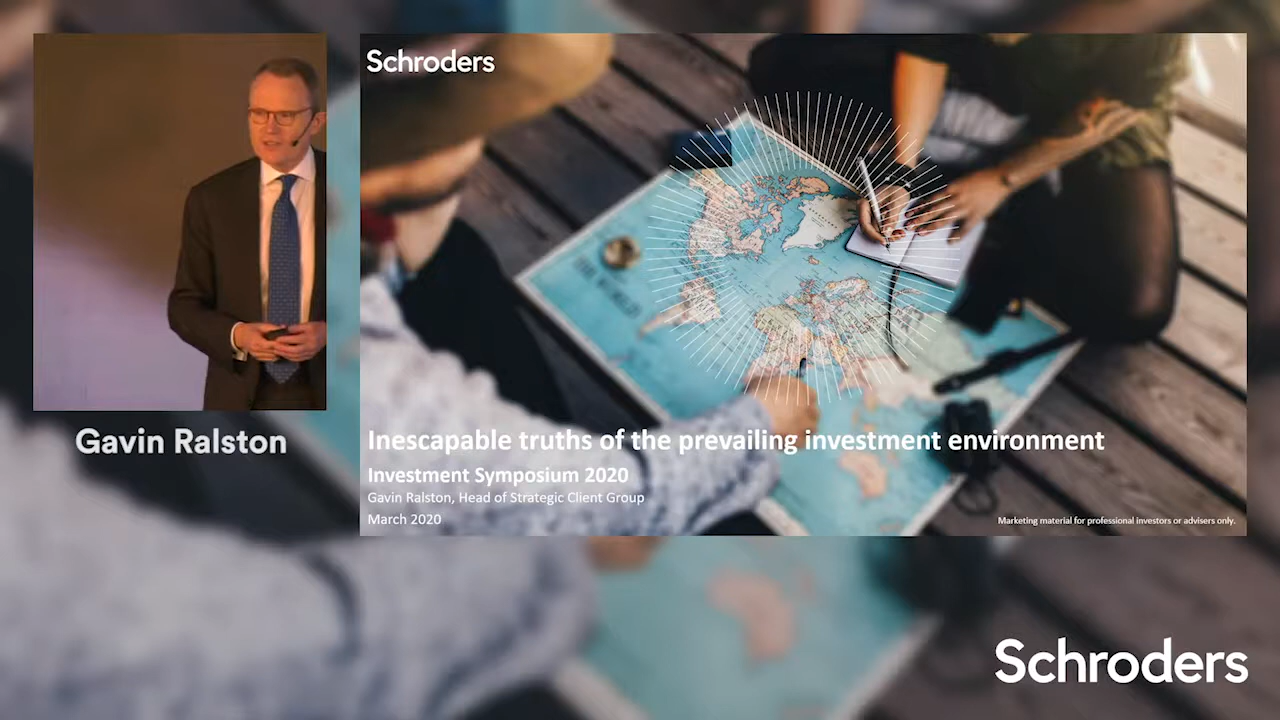 Schroders
Gavin Ralston
Inescapable truths of the prevailing investment environment
Investment Symposium 2020
Gavin Ralston, Head of Strategic Client Group
March 2020
Marketing material for professional investors or advisers only.
Schroders